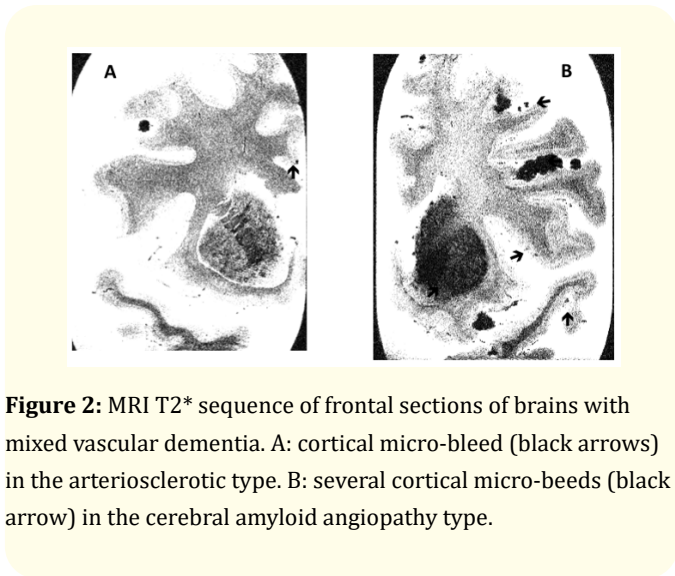 A
B
Figure 2: MRI T2* sequence of frontal sections of brains with
mixed vascular dementia. A: cortical micro-bleed (black arrows)
in the arteriosclerotic type. B: several cortical micro-beeds (black
arrow) in the cerebral amyloid angiopathy type.